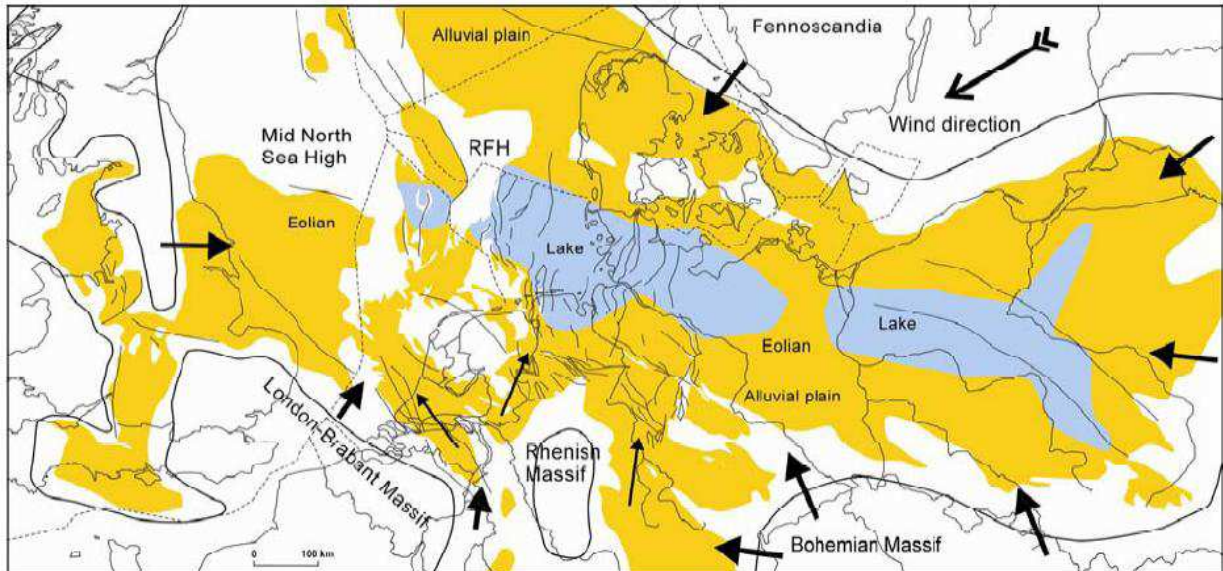 Alluvial plain
Fennoscandia
Wind direction
Mid North
Sea High
RFH
Eolian
Lake
Lake
Eolian
Alluvial plain
London-Brabant Massif
Rhenish
Massif
Bohemian Massif
0 100 km